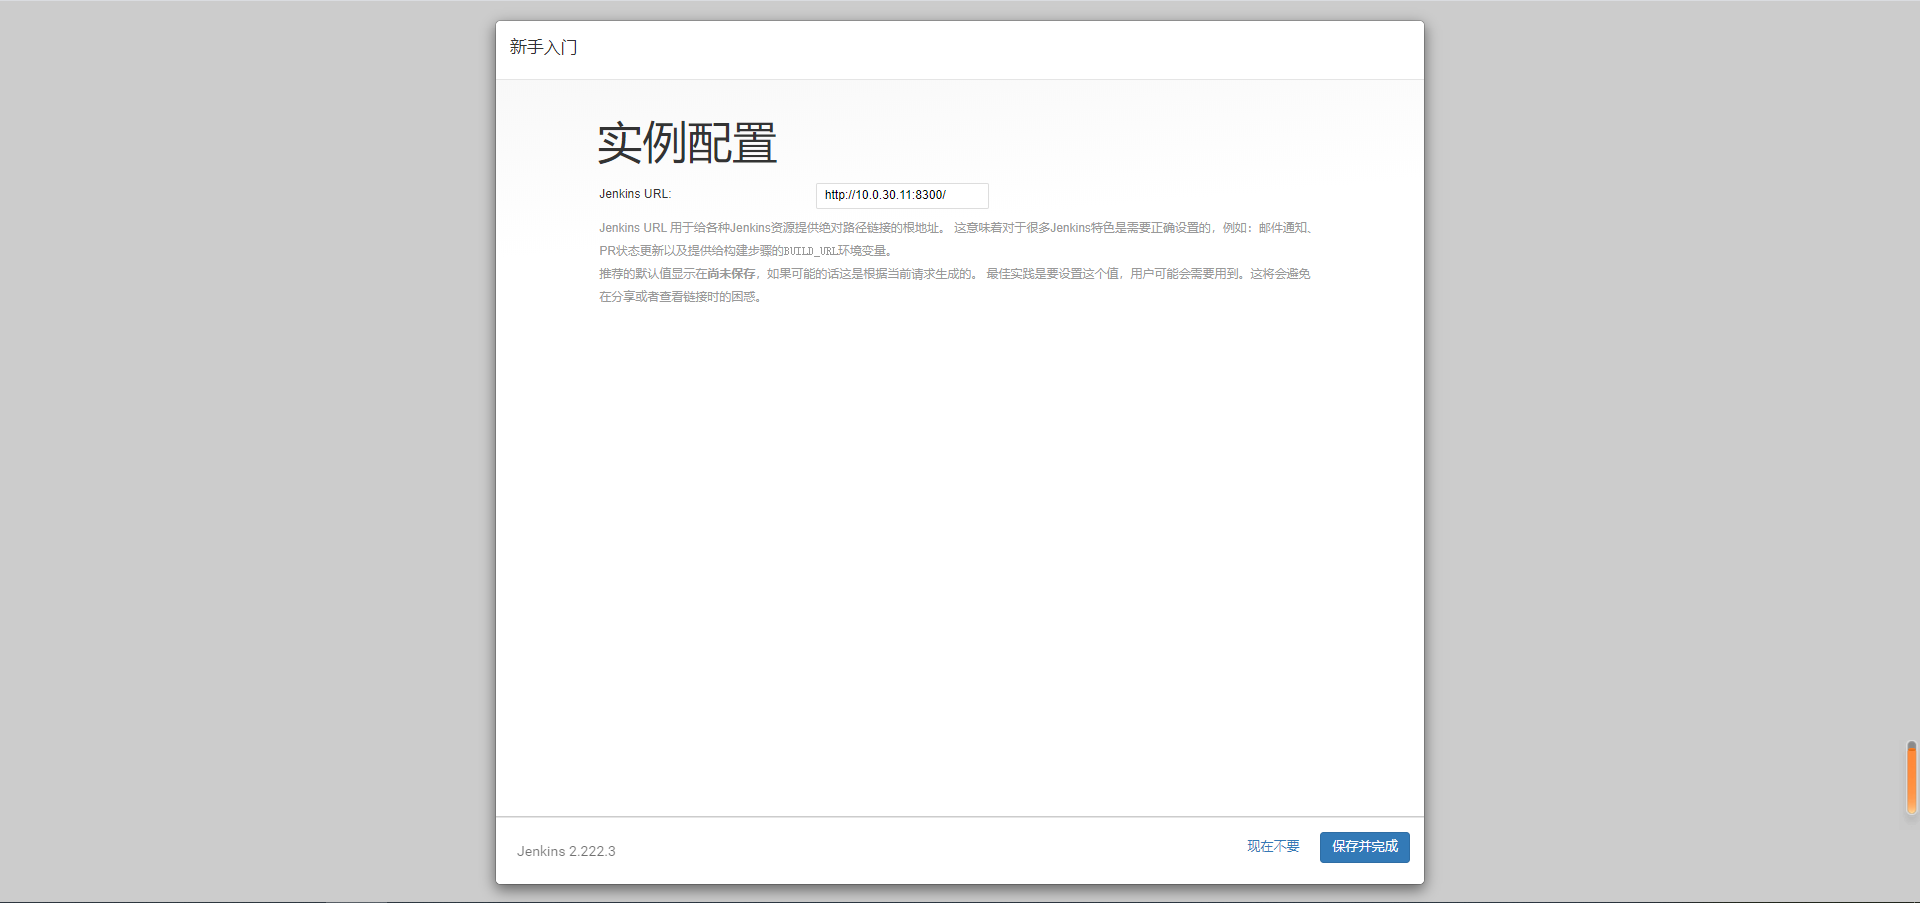 新手入门
实例配置
Jenkins URL:
http://10.0.30.11:8300/
Jenkins URL 用于给各种Jenkins资源提供绝对路径链接的根地址。 这意味着对于很多Jenkins特色是需要正确设置的，例如：邮件通知、
PR状态更新以及提供给构建步骤的BUILD_URL环境变量。
推荐的默认值显示在尚未保存，如果可能的话这是根据当前请求生成的。 最佳实践是要设置这个值，用户可能会需要用到。这将会避免
在分享或者查看链接时的困惑。
Jenkins 2.222.3
现在不要
保存并完成